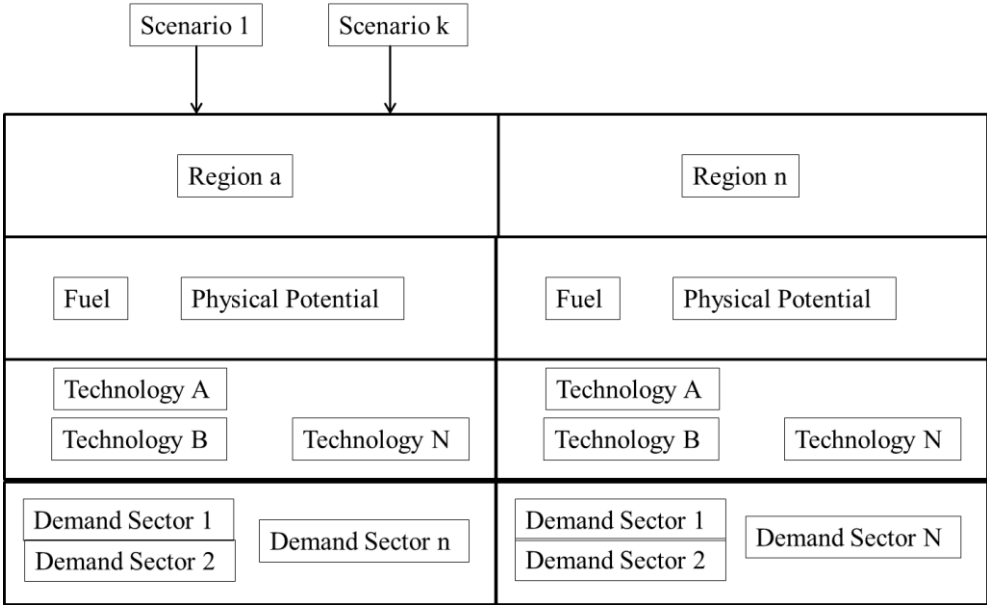 Scenario 1
Scenario k
Region a
Region n
Fuel
Physical Potential
Fuel
Physical Potential
Technology A
Technology B
Technology N
Technology A
Technology B
Technology N
Demand Sector 1
Demand Sector 2
Demand Sector n
Demand Sector 1
Demand Sector 2
Demand Sector N